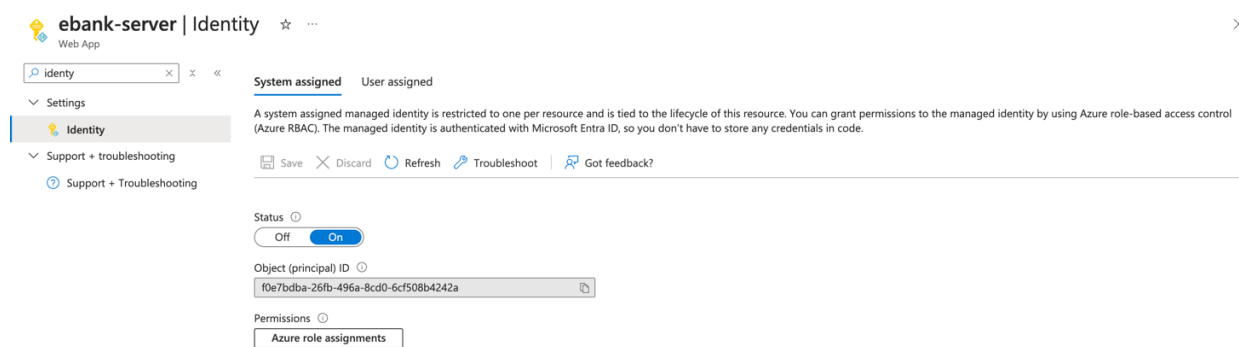 ebank-server | Identity
Web App
identy
Settings
Identity
Support + troubleshooting
Support + Troubleshooting
System assigned User assigned
A system assigned managed identity is restricted to one per resource and is tied to the lifecycle of this resource. You can grant permissions to the managed identity by using Azure role-based access control
(Azure RBAC). The managed identity is authenticated with Microsoft Entra ID, so you don't have to store any credentials in code.
Save Discard Refresh Troubleshoot Got feedback?
Status
Off On
Object (principal) ID
f0e7bdba-26fb-496a-8cd0-6cf508b4242a
Permissions
Azure role assignments